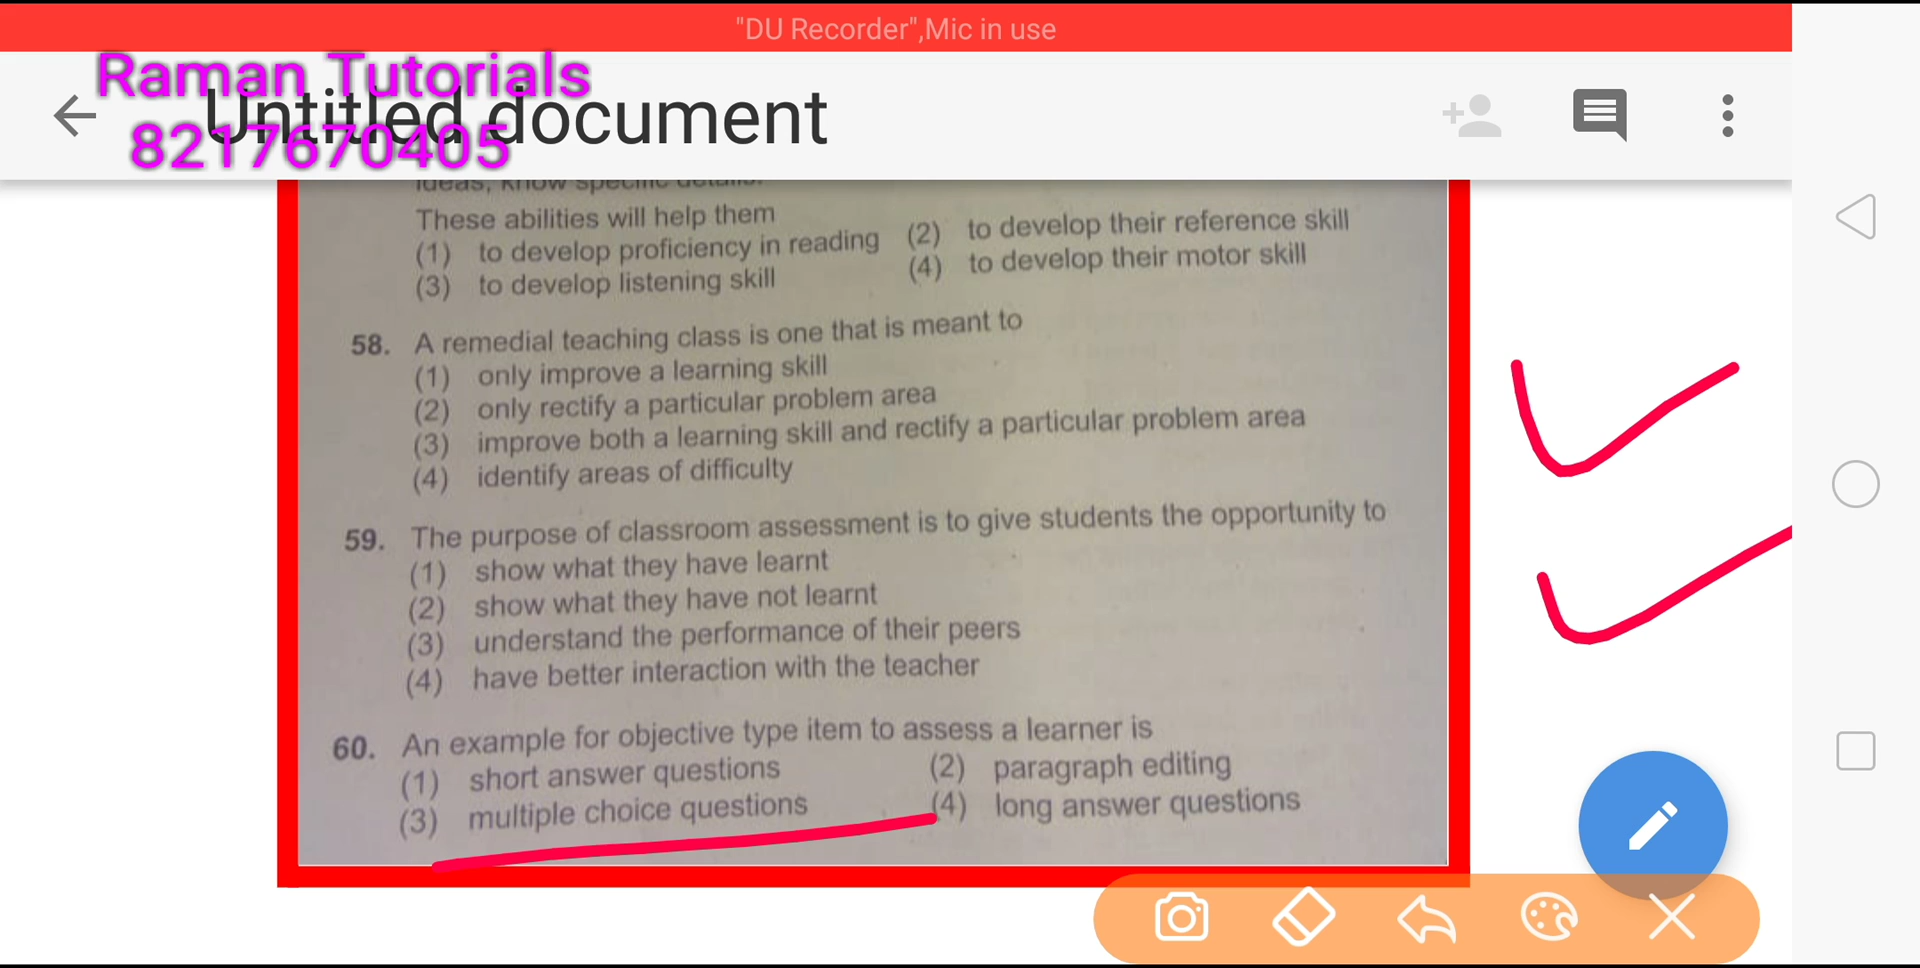 "DU Recorder",Mic in use
Raman Tutorials
Untitled document
8217670405
ideas, know specific details.
These abilities will help them
(1) to develop proficiency in reading (2) to develop their reference skill
(3) to develop listening skill (4) to develop their motor skill
58. A remedial teaching class is one that is meant to
(1) only improve a learning skill
(2) only rectify a particular problem area
(3) improve both a learning skill and rectify a particular problem area
(4) identify areas of difficulty
59. The purpose of classroom assessment is to give students the opportunity to
(1) show what they have learnt
(2) show what they have not learnt
(3) understand the performance of their peers
(4) have better interaction with the teacher
60. An example for objective type item to assess a learner is
(1) short answer questions (2) paragraph editing
(3) multiple choice questions (4) long answer questions